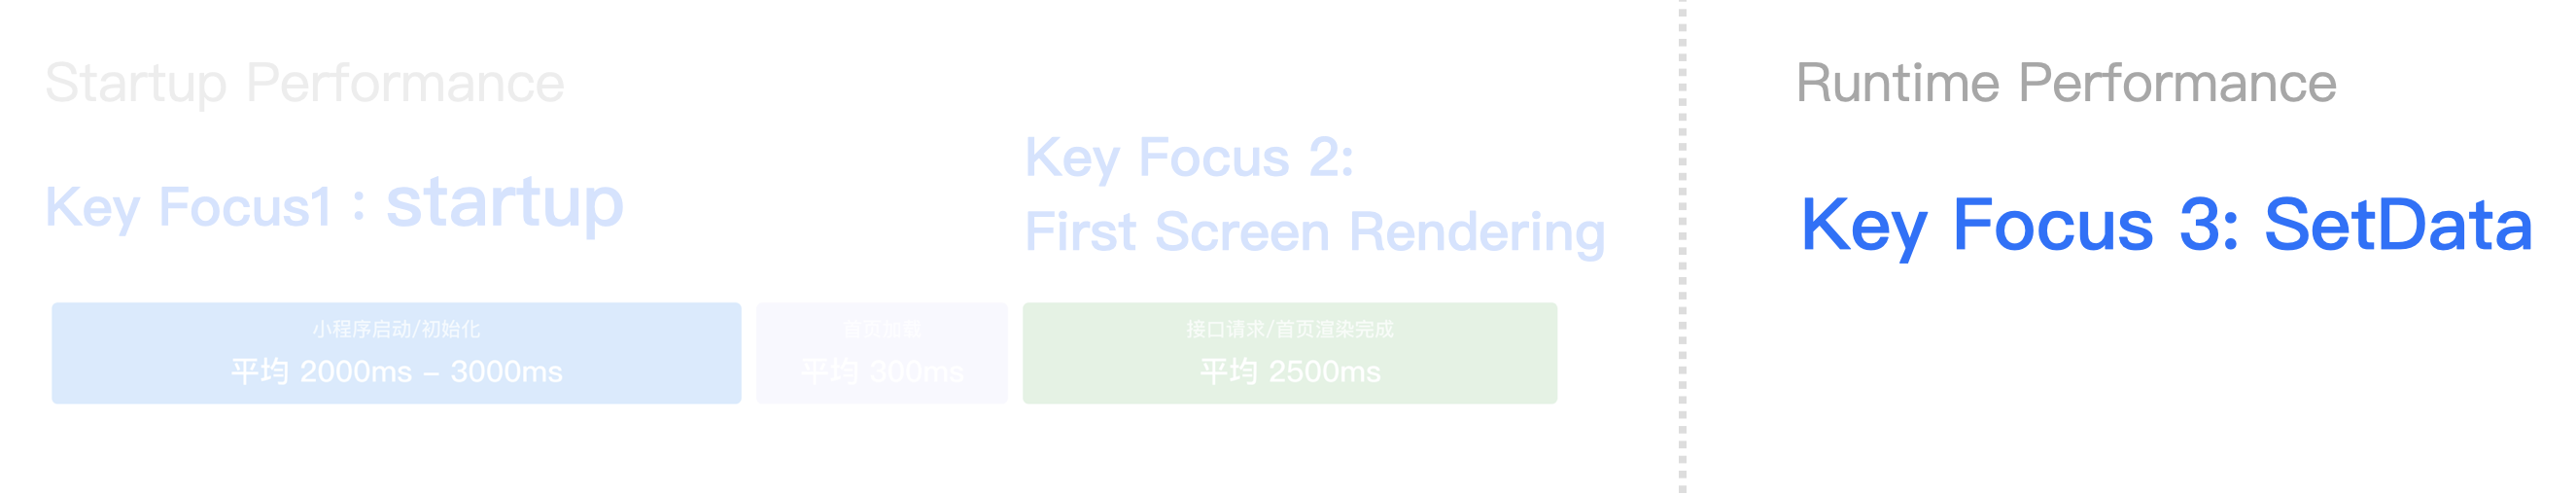 Startup Performance
Key Focus1 : startup
Key Focus 2:
First Screen Rendering
小程序启动/初始化
平均 2000ms – 3000ms
首页加载
平均 300ms
接口请求/首页渲染完成
平均 2500ms
Runtime Performance
Key Focus 3: SetData